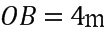 OB = 4m